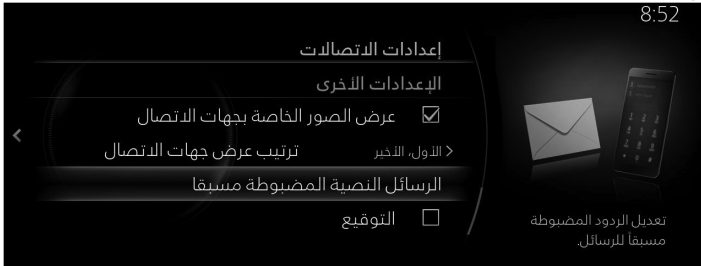 8:52
إعدادات الاتصالات
الإعدادات الأخرى
عرض الصور الخاصة بجهات الاتصال
ترتيب عرض جهات الاتصال الأول، الأخير
الرسائل النصية المضبوطة مسبقا
التوقيع
تعديل الردود المضبوطة
مسبقاً للرسائل.